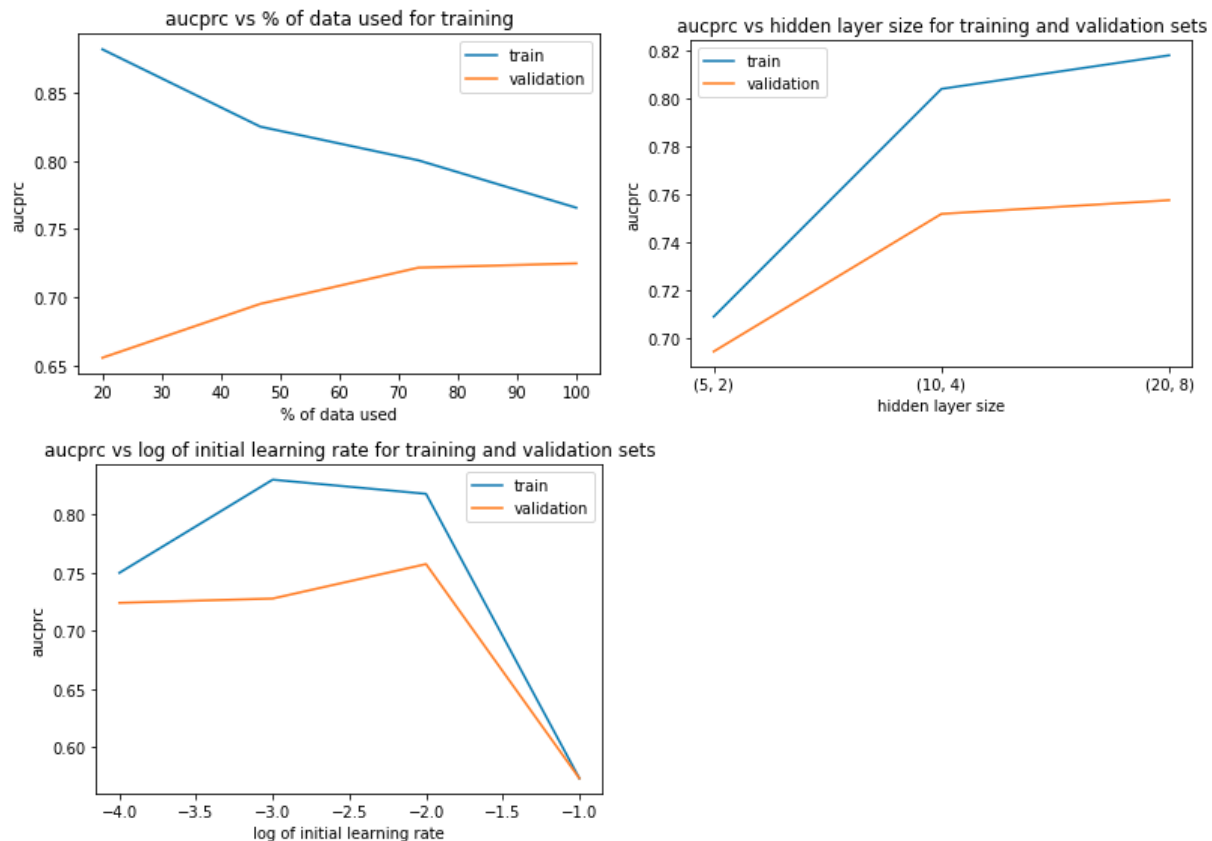 aucprc vs % of data used for training
train
validation
aucprc
0.85
0.80
0.75
0.70
0.65
20 30 40 50 60 70 80 90 100
% of data used
aucprc vs hidden layer size for training and validation sets
train
validation
aucprc
0.82
0.80
0.78
0.76
0.74
0.72
0.70
(5, 2) (10, 4) (20, 8)
hidden layer size
aucprc vs log of initial learning rate for training and validation sets
train
validation
aucprc
0.80
0.75
0.70
0.65
0.60
−4.0 −3.5 −3.0 −2.5 −2.0 −1.5 −1.0
log of initial learning rate